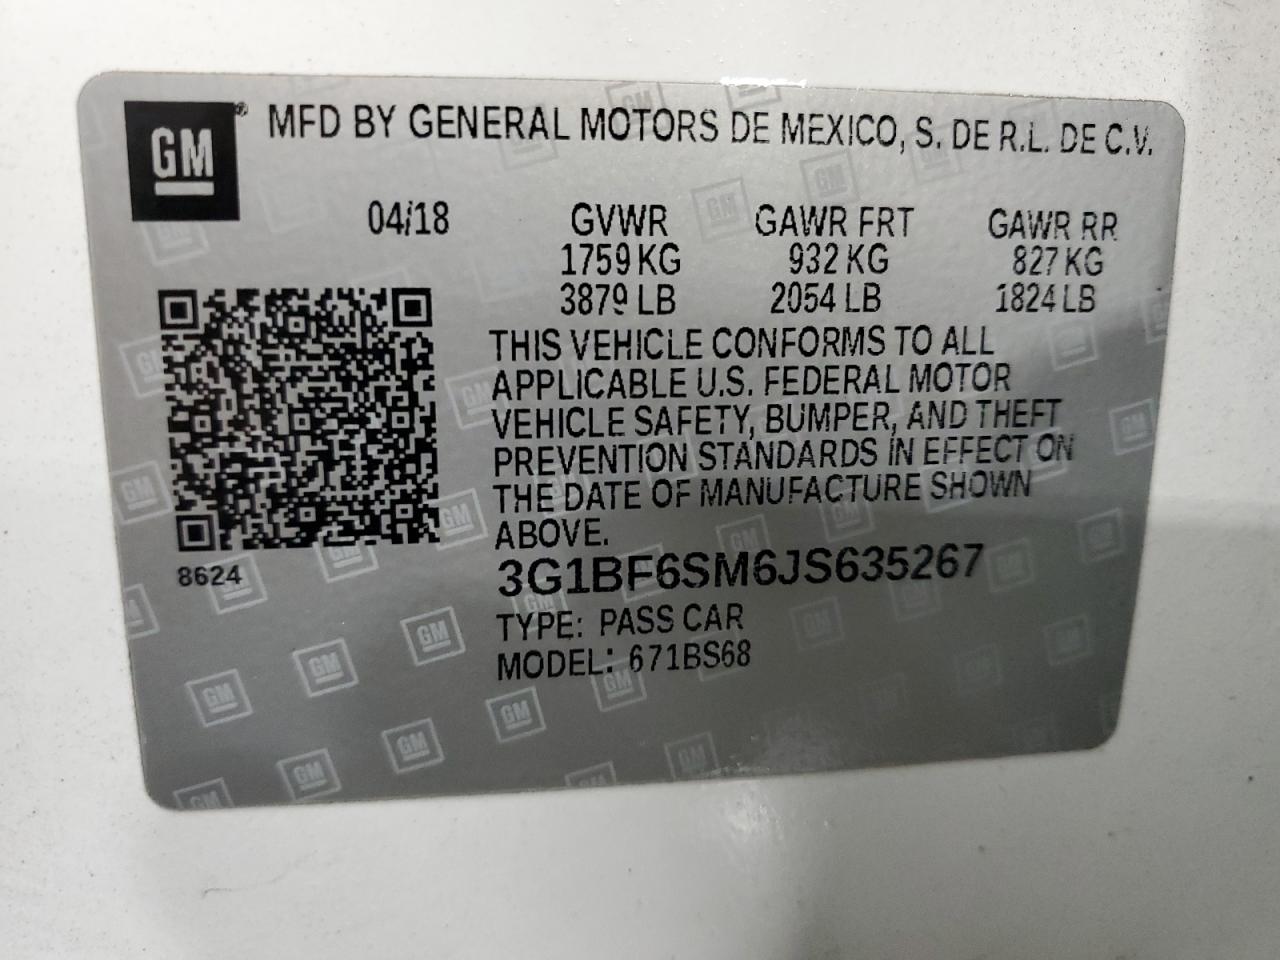 GM MFD BY GENERAL MOTORS DE MEXICO, S. DE R.L. DE C.V.
04/18 GVWR GAWR FRT GAWR RR
1759 KG 932 KG 827 KG
3879 LB 2054 LB 1824 LB
THIS VEHICLE CONFORMS TO ALL
APPLICABLE U.S. FEDERAL MOTOR
VEHICLE SAFETY, BUMPER, AND THEFT
PREVENTION STANDARDS IN EFFECT ON
THE DATE OF MANUFACTURE SHOWN
ABOVE.
8624
3G1BF6SM6JS635267
TYPE: PASS CAR
MODEL: 671BS68